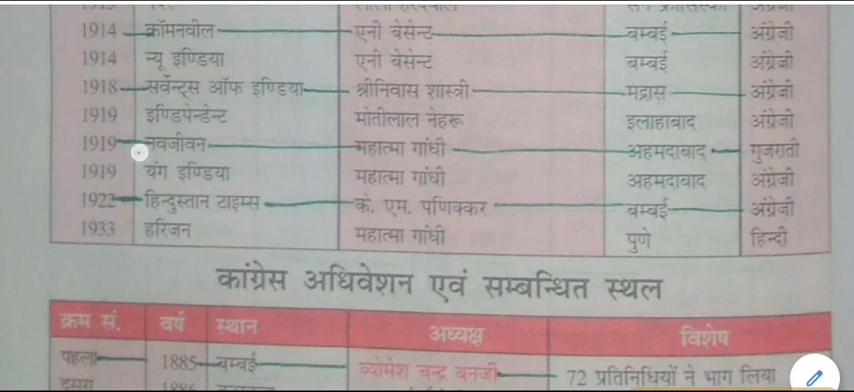 1914 कॉमनवील एनी बेसेन्ट बम्बई अंग्रेजी
1914 न्यू इण्डिया एनी बेसेन्ट बम्बई अंग्रेजी
1918 सर्वेन्ट्स ऑफ इण्डिया श्रीनिवास शास्त्री मद्रास अंग्रेजी
1919 इण्डिपेन्डेन्ट मोतीलाल नेहरू इलाहाबाद अंग्रेजी
1919 नवजीवन महात्मा गांधी अहमदाबाद गुजराती
1919 यंग इण्डिया महात्मा गांधी अहमदाबाद अंग्रेजी
1922 हिन्दुस्तान टाइम्स के. एम. पणिक्कर बम्बई अंग्रेजी
1933 हरिजन महात्मा गांधी पुणे हिन्दी
कांग्रेस अधिवेशन एवं सम्बन्धित स्थल
क्रम सं. वर्ष स्थान अध्यक्ष विशेष
पहला 1885 बम्बई व्योमेश चन्द्र बनर्जी 72 प्रतिनिधियों ने भाग लिया